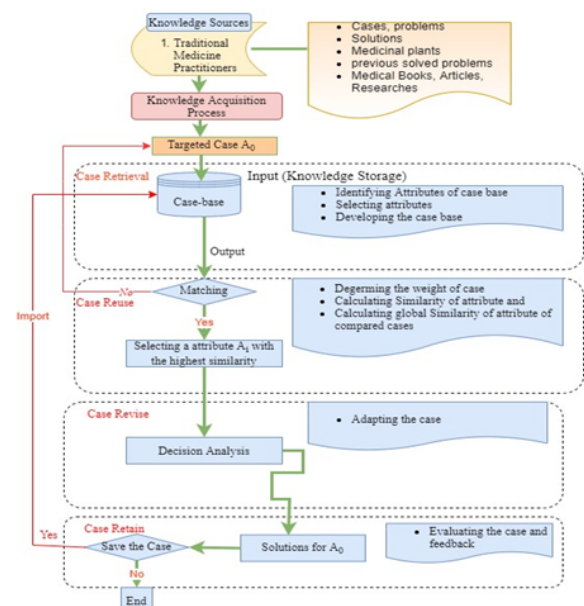 Knowledge Sources
1. Traditional
Medicine
Practitioners
• Cases, problems
• Solutions
• Medicinal plants
• previous solved problems
• Medical Books, Articles,
Researches
Knowledge Acquisition
Process
Targeted Case A0
Case Retrieval
Input (Knowledge Storage)
Case-base
• Identifying Attributes of case base
• Selecting attributes
• Developing the case base
Output
Import
No
Case Reuse
Matching
Yes
• Degerming the weight of case
• Calculating Similarity of attribute and
• Calculating global Similarity of attribute of
compared cases
Selecting a attribute Ai with
the highest similarity
Case Revise
• Adapting the case
Decision Analysis
Case Retain
Yes
Save the Case
Solutions for A0
• Evaluating the case and
feedback
No
End